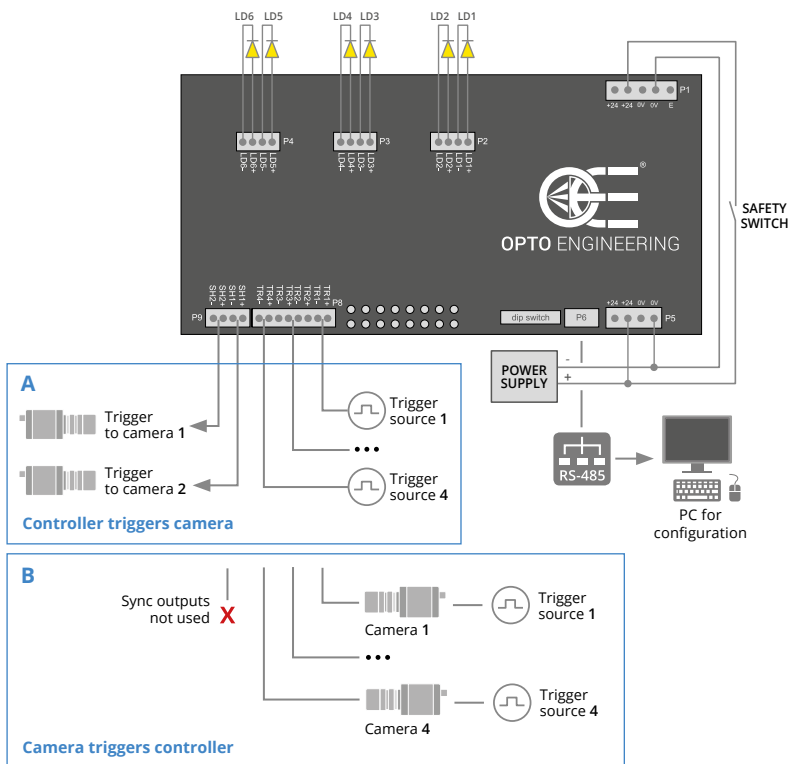 LD6 LD5 LD4 LD3 LD2 LD1
P1
+24 +24 0V 0V E
P4 P3 P2
LD6- LD6+ LD5- LD5+
LD4- LD4+ LD3- LD3+
LD2- LD2+ LD1- LD1+
®
OPTO ENGINEERING
SAFETY
SWITCH
SH2- SH2+ SH1- SH1+
TR4- TR4+ TR3- TR3+ TR2- TR2+ TR1- TR1+
P8
P9
dip switch
P6
+24 +24 0V 0V
P5
POWER
SUPPLY
-
+
RS-485
PC for
configuration
A
Trigger
to camera 1
Trigger
to camera 2
Trigger
source 1
•••
Trigger
source 4
Controller triggers camera
B
Sync outputs
not used X
Camera 1
Trigger
source 1
•••
Camera 4
Trigger
source 4
Camera triggers controller